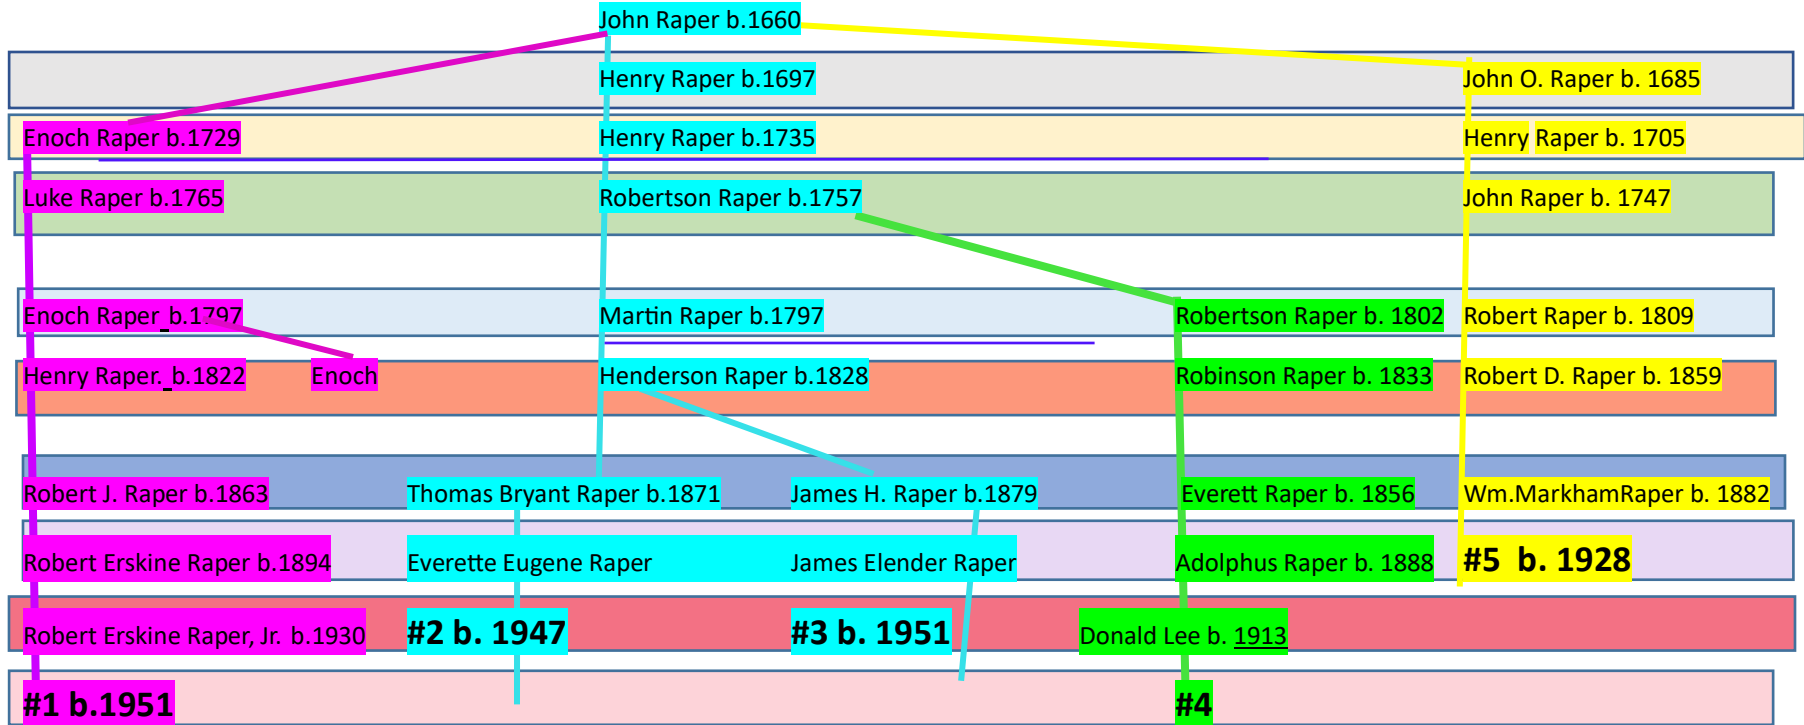 John Raper b.1660
Henry Raper b.1697 John O. Raper b. 1685
Enoch Raper b.1729 Henry Raper b.1735 Henry Raper b. 1705
Luke Raper b.1765 Robertson Raper b.1757 John Raper b. 1747
Enoch Raper b.1797 Martin Raper b.1797 Robertson Raper b. 1802 Robert Raper b. 1809
Henry Raper. b.1822 Enoch Henderson Raper b.1828 Robinson Raper b. 1833 Robert D. Raper b. 1859
Robert J. Raper b.1863 Thomas Bryant Raper b.1871 James H. Raper b.1879 Everett Raper b. 1856 Wm.MarkhamRaper b. 1882
Robert Erskine Raper b.1894 Everette Eugene Raper James Elender Raper Adolphus Raper b. 1888 #5 b. 1928
Robert Erskine Raper, Jr. b.1930 #2 b. 1947 #3 b. 1951 Donald Lee b. 1913
#1 b.1951 #4